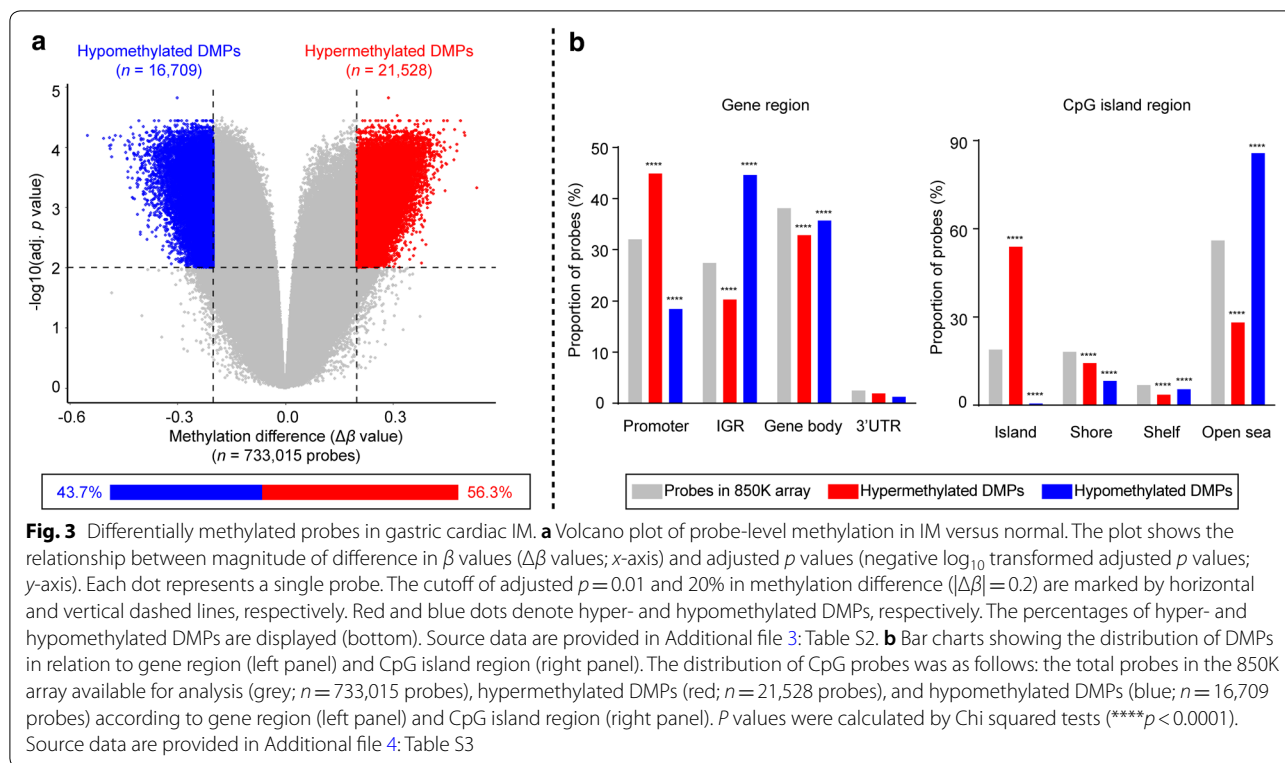 a
Hypomethylated DMPs
(n = 16,709)
Hypermethylated DMPs
(n = 21,528)
-log10(adj. p value)
5
4
3
2
1
0
-0.6
-0.3
0.0
0.3
Methylation difference (Δβ value)
(n = 733,015 probes)
43.7%
56.3%
b
Gene region
Proportion of probes (%)
50
40
30
20
10
0
****
****
****
****
****
****
Promoter
IGR
Gene body
3'UTR
CpG island region
Proportion of probes (%)
90
60
30
0
****
****
****
****
****
****
****
****
Island
Shore
Shelf
Open sea
Probes in 850K array
Hypermethylated DMPs
Hypomethylated DMPs
Fig. 3 Differentially methylated probes in gastric cardiac IM. a Volcano plot of probe-level methylation in IM versus normal. The plot shows the
relationship between magnitude of difference in β values (Δβ values; x-axis) and adjusted p values (negative log10 transformed adjusted p values;
y-axis). Each dot represents a single probe. The cutoff of adjusted p = 0.01 and 20% in methylation difference (|Δβ| = 0.2) are marked by horizontal
and vertical dashed lines, respectively. Red and blue dots denote hyper- and hypomethylated DMPs, respectively. The percentages of hyper- and
hypomethylated DMPs are displayed (bottom). Source data are provided in Additional file 3: Table S2. b Bar charts showing the distribution of DMPs
in relation to gene region (left panel) and CpG island region (right panel). The distribution of CpG probes was as follows: the total probes in the 850K
array available for analysis (grey; n = 733,015 probes), hypermethylated DMPs (red; n = 21,528 probes), and hypomethylated DMPs (blue; n = 16,709
probes) according to gene region (left panel) and CpG island region (right panel). P values were calculated by Chi squared tests (****p < 0.0001).
Source data are provided in Additional file 4: Table S3